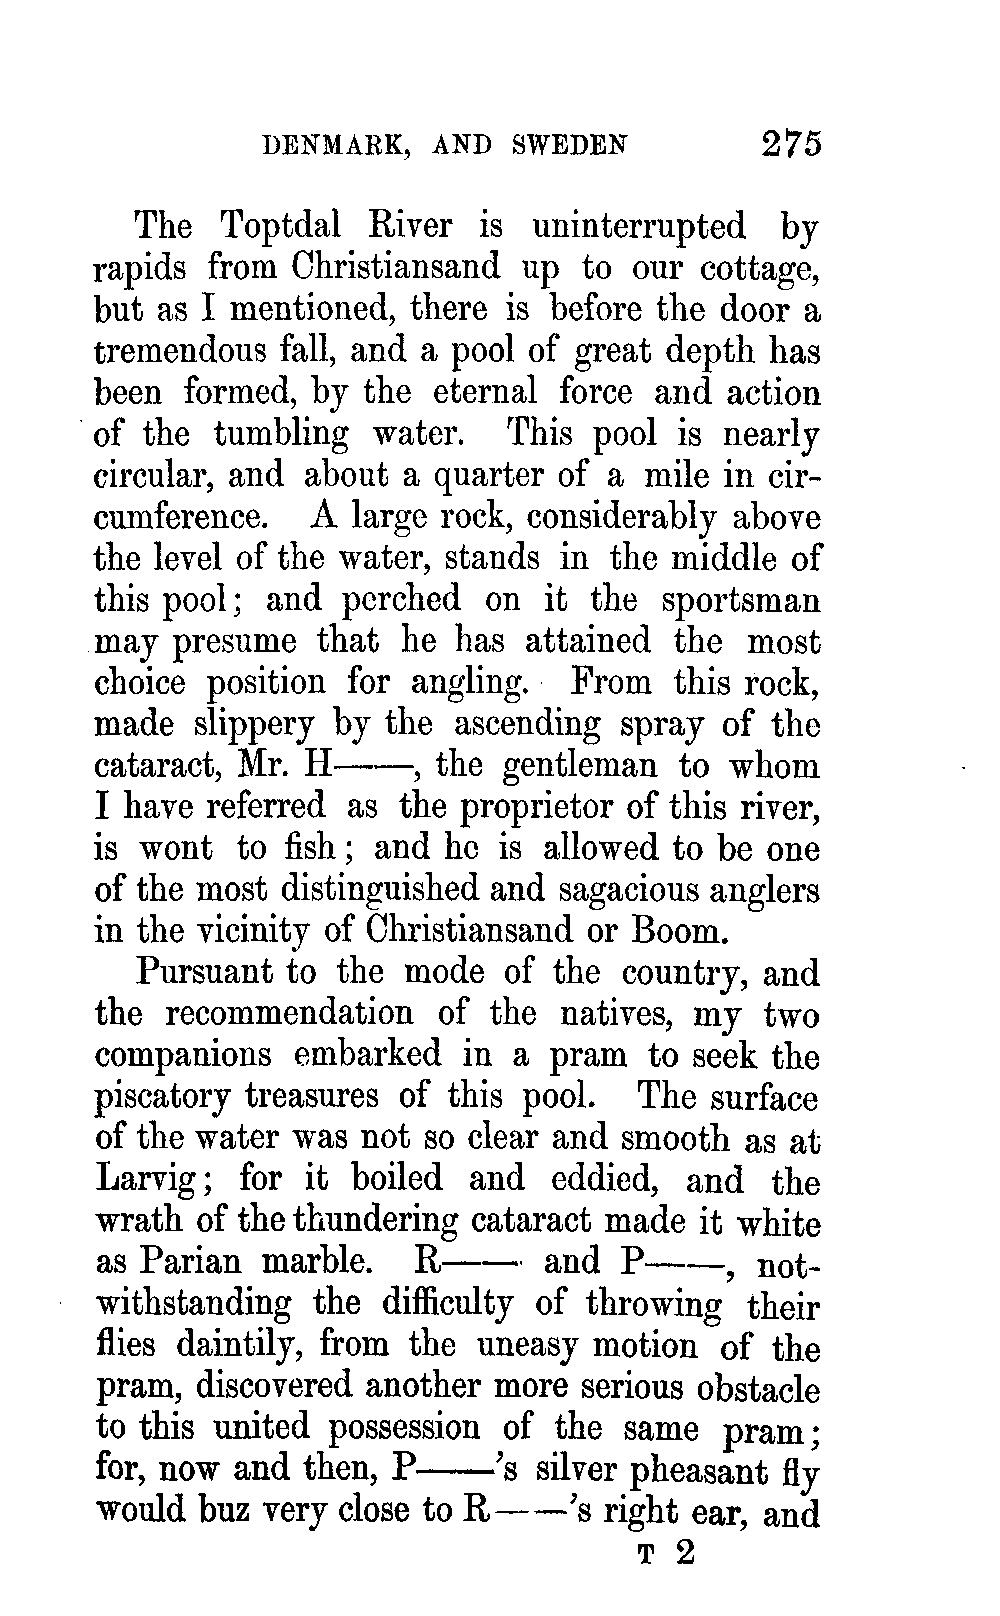 DENMARK, AND SWEDEN 275
The Toptdal River is uninterrupted by
rapids from Christiansand up to our cottage,
but as I mentioned, there is before the door a
tremendous fall, and a pool of great depth has
been formed, by the eternal force and action
of the tumbling water. This pool is nearly
circular, and about a quarter of a mile in cir-
cumference. A large rock, considerably above
the level of the water, stands in the middle of
this pool; and perched on it the sportsman
may presume that he has attained the most
choice position for angling. From this rock,
made slippery by the ascending spray of the
cataract, Mr. H——, the gentleman to whom
I have referred as the proprietor of this river,
is wont to fish; and he is allowed to be one
of the most distinguished and sagacious anglers
in the vicinity of Christiansand or Boom.
Pursuant to the mode of the country, and
the recommendation of the natives, my two
companions embarked in a pram to seek the
piscatory treasures of this pool. The surface
of the water was not so clear and smooth as at
Larvig; for it boiled and eddied, and the
wrath of the thundering cataract made it white
as Parian marble. R—— and P——, not-
withstanding the difficulty of throwing their
flies daintily, from the uneasy motion of the
pram, discovered another more serious obstacle
to this united possession of the same pram;
for, now and then, P——'s silver pheasant fly
would buz very close to R——'s right ear, and
T 2